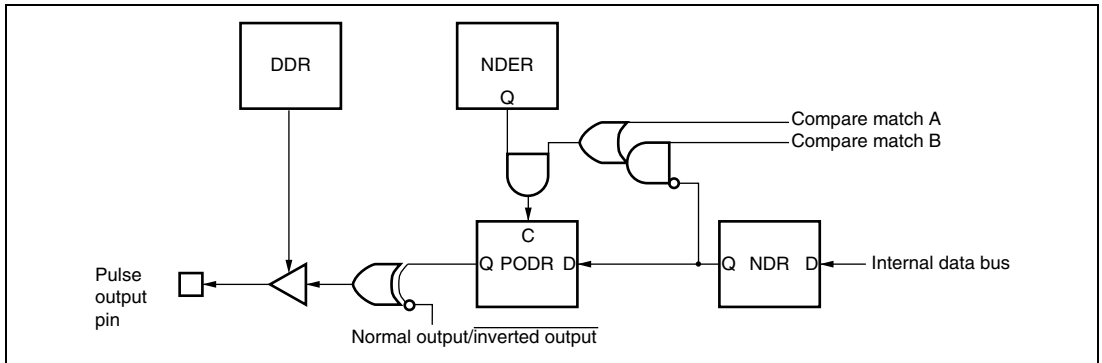 DDR
NDER
Q
Compare match A
Compare match B
C
Q PODR D
Q NDR D
Internal data bus
Pulse
output
pin
Normal output/inverted output